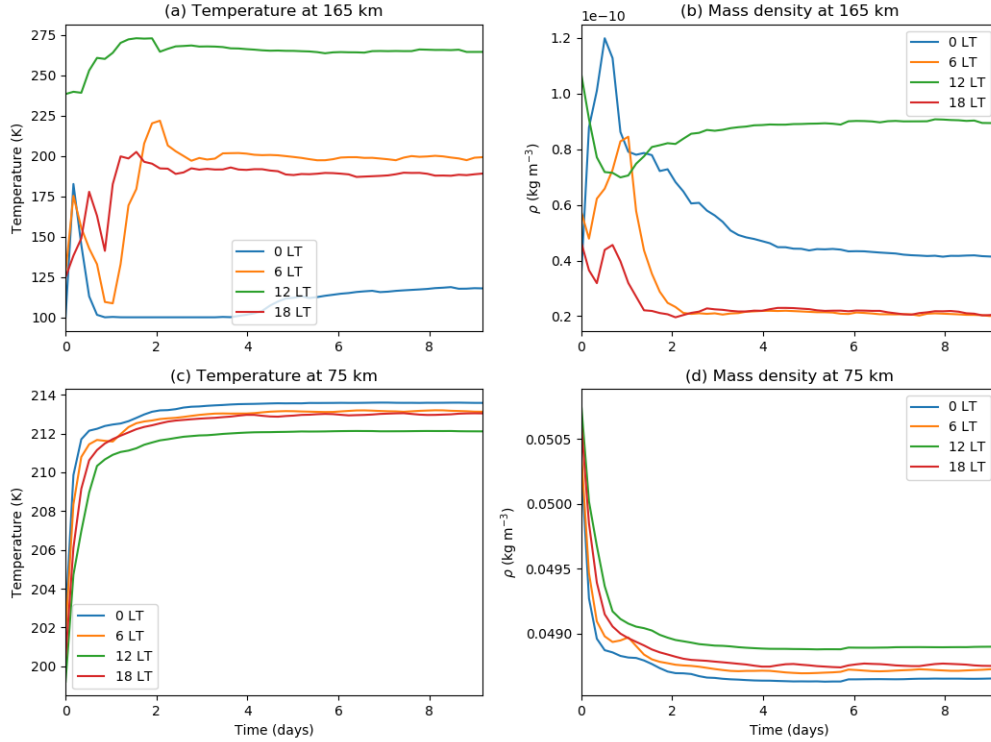 (a) Temperature at 165 km
275
250
225
200
175
150
125
100
Temperature (K)
0 LT
6 LT
12 LT
18 LT
0 2 4 6 8
(b) Mass density at 165 km
1e−10
1.2
1.0
0.8
0.6
0.4
0.2
ρ (kg m⁻³)
0 LT
6 LT
12 LT
18 LT
0 2 4 6 8
(c) Temperature at 75 km
214
212
210
208
206
204
202
200
Temperature (K)
0 LT
6 LT
12 LT
18 LT
0 2 4 6 8
Time (days)
(d) Mass density at 75 km
0.0505
0.0500
0.0495
0.0490
ρ (kg m⁻³)
0 LT
6 LT
12 LT
18 LT
0 2 4 6 8
Time (days)